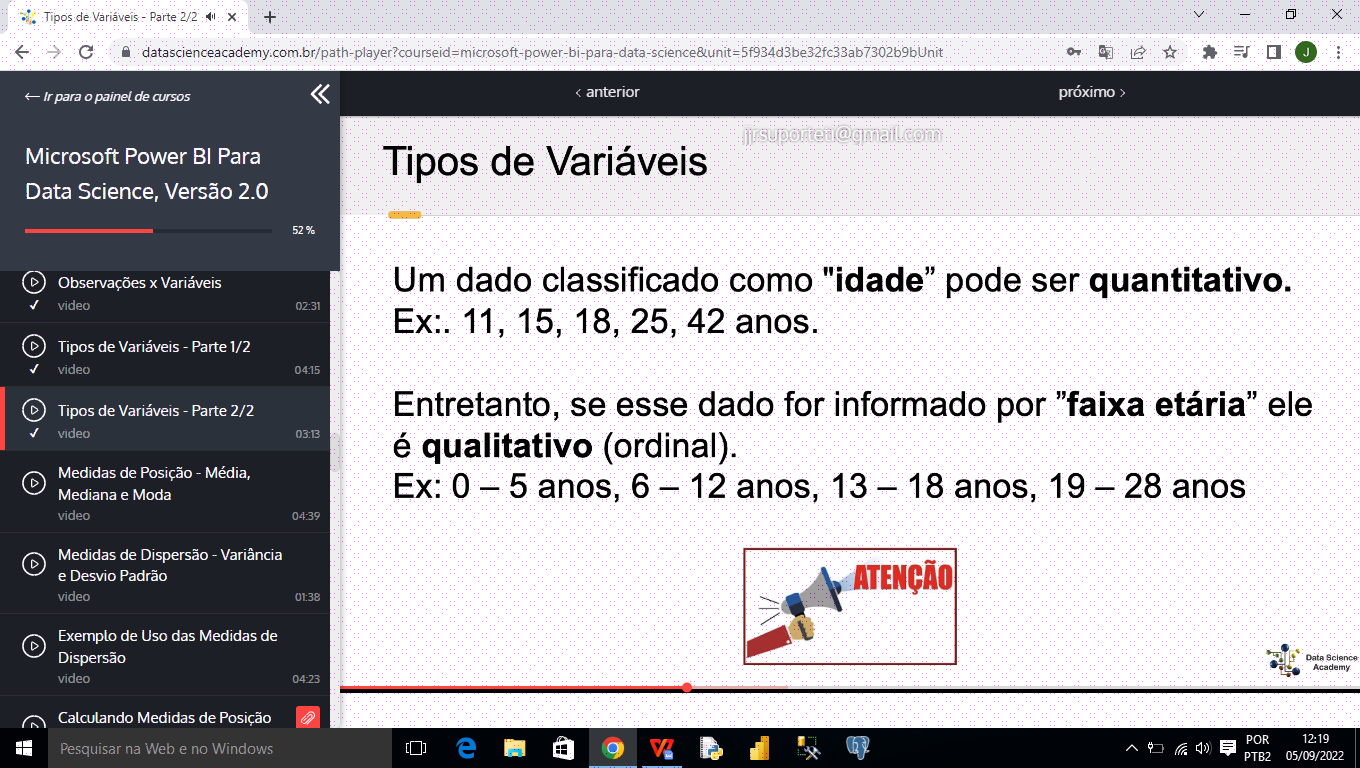 Tipos de Variáveis - Parte 2/2
datascienceacademy.com.br/path-player?courseid=microsoft-power-bi-para-data-science&unit=5f934d3be32fc33ab7302b9bUnit
J
← Ir para o painel de cursos
‹ anterior
próximo ›
Microsoft Power BI Para
Data Science, Versão 2.0
52 %
Observações x Variáveis
video 02:31
Tipos de Variáveis - Parte 1/2
video 04:15
Tipos de Variáveis - Parte 2/2
video 03:13
Medidas de Posição - Média,
Mediana e Moda
video 04:39
Medidas de Dispersão - Variância
e Desvio Padrão
video 01:38
Exemplo de Uso das Medidas de
Dispersão
video 04:23
Calculando Medidas de Posição
jjrsuporteri@gmail.com
Tipos de Variáveis
Um dado classificado como "idade” pode ser quantitativo.
Ex:. 11, 15, 18, 25, 42 anos.
Entretanto, se esse dado for informado por ”faixa etária” ele
é qualitativo (ordinal).
Ex: 0 – 5 anos, 6 – 12 anos, 13 – 18 anos, 19 – 28 anos
ATENÇÃO
Data Science
Academy
Pesquisar na Web e no Windows
POR
PTB2
12:19
05/09/2022